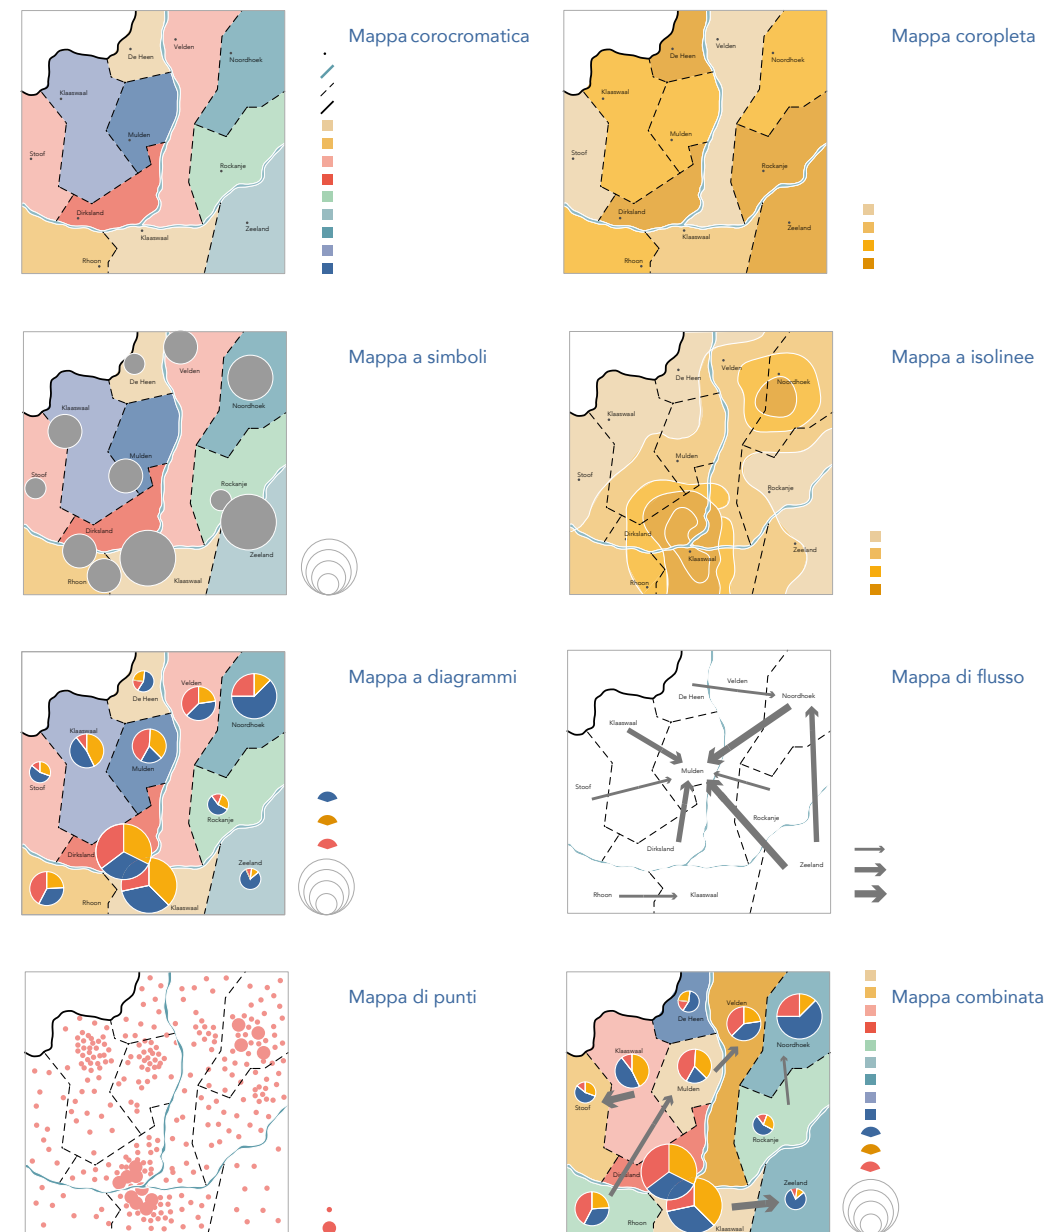 Mappa corocromatica
De Heen
Velden
Noordhoek
Klaaswaal
Mulden
Stoof
Rockanje
Dirksland
Zeeland
Klaaswaal
Rhoon
Mappa coropleta
De Heen
Velden
Noordhoek
Klaaswaal
Mulden
Stoof
Rockanje
Dirksland
Zeeland
Klaaswaal
Rhoon
Mappa a simboli
De Heen
Velden
Noordhoek
Klaaswaal
Mulden
Stoof
Rockanje
Dirksland
Zeeland
Rhoon
Klaaswaal
Mappa a isolinee
De Heen
Velden
Noordhoek
Klaaswaal
Mulden
Stoof
Rockanje
Dirksland
Zeeland
Klaaswaal
Rhoon
Mappa a diagrammi
De Heen
Velden
Noordhoek
Klaaswaal
Mulden
Stoof
Rockanje
Dirksland
Zeeland
Rhoon
Klaaswaal
Mappa di flusso
Velden
De Heen
Noordhoek
Klaaswaal
Mulden
Stoof
Rockanje
Dirksland
Zeeland
Rhoon
Klaaswaal
Mappa di punti
Mappa combinata
Velden
De Heen
Noordhoek
Klaaswaal
Mulden
Stoof
Rockanje
Dirksland
Zeeland
Rhoon
Klaaswaal